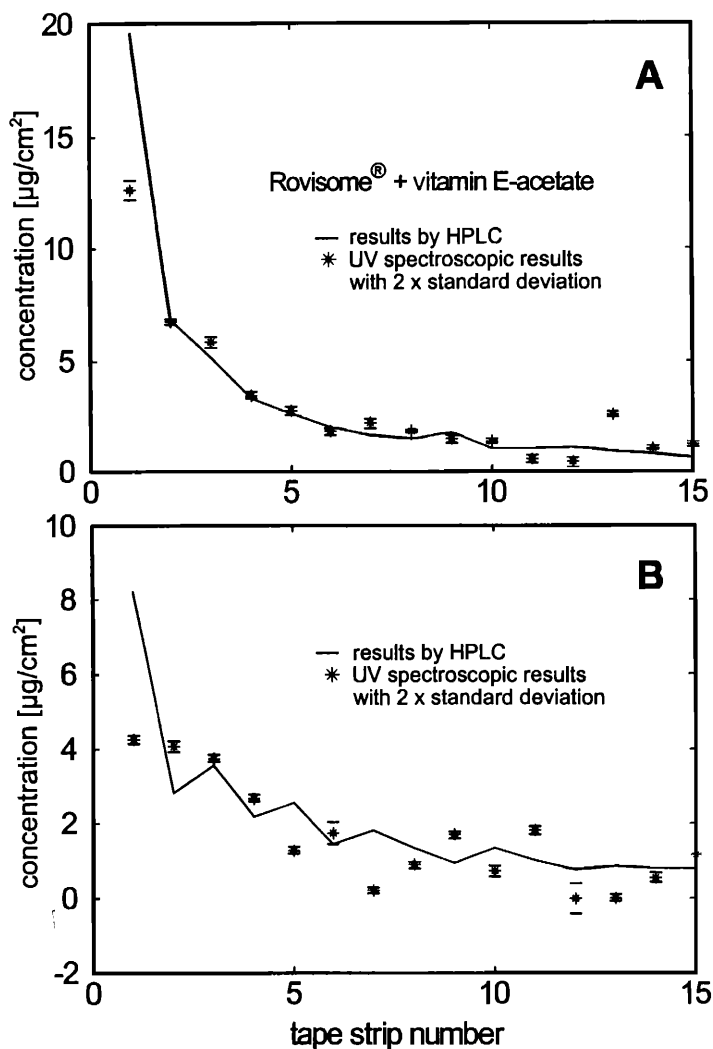 20
A
15
Rovisome® + vitamin E-acetate
10
results by HPLC
UV spectroscopic results
with 2 x standard deviation
5
0
0 5 10 15
concentration [µg/cm²]
10
B
8
results by HPLC
UV spectroscopic results
with 2 x standard deviation
6
4
2
0
-2
0 5 10 15
concentration [µg/cm²]
tape strip number